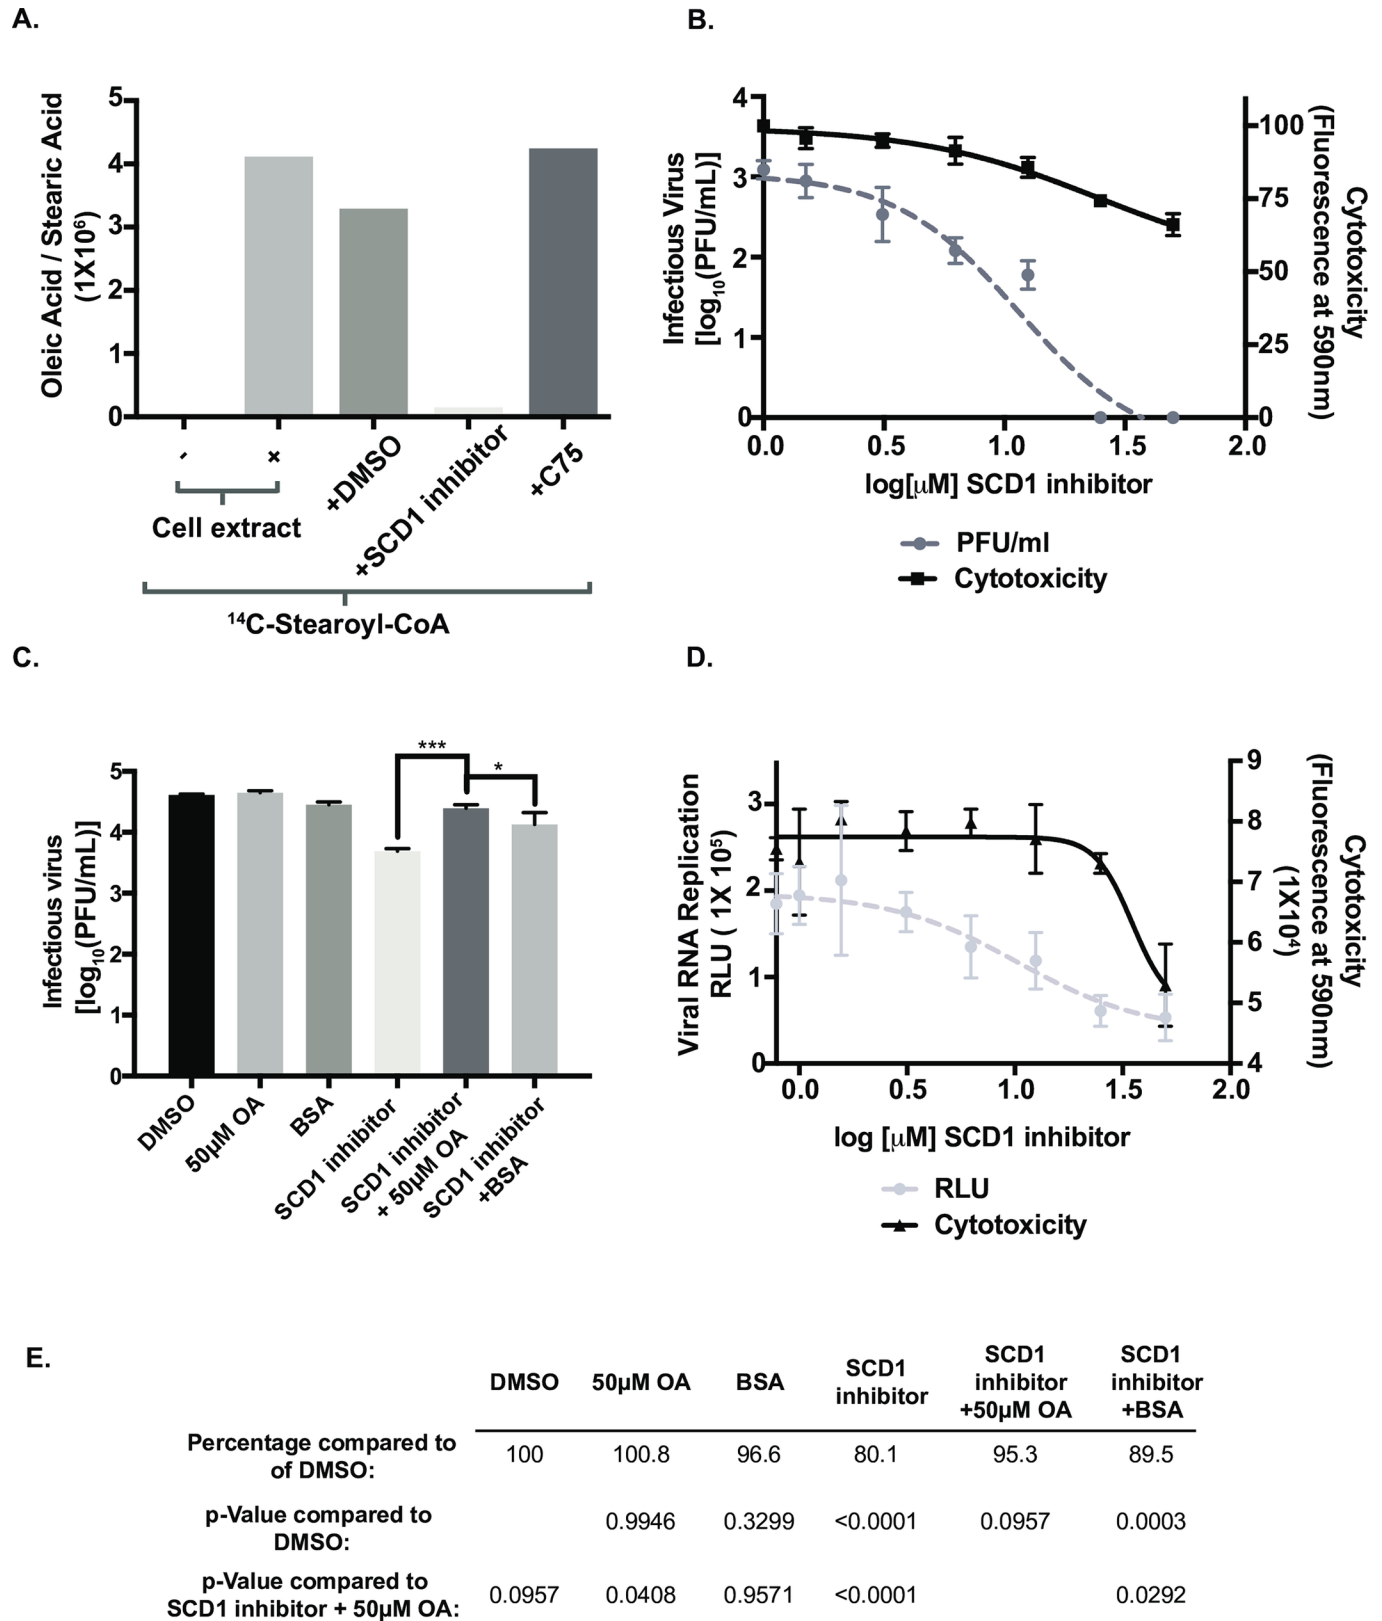 A.
Oleic Acid / Stearic Acid
(1X10⁶)
5
4
3
2
1
0
-
+
+DMSO
+SCD1 inhibitor
+C75
Cell extract
¹⁴C-Stearoyl-CoA
B.
Infectious Virus
[log₁₀(PFU/mL)]
4
3
2
1
0
100
75
50
25
0
Cytotoxicity
(Fluorescence at 590nm)
0.0
0.5
1.0
1.5
2.0
log[µM] SCD1 inhibitor
PFU/ml
Cytotoxicity
C.
Infectious virus
[log₁₀(PFU/mL)]
5
4
3
2
1
0
***
*
DMSO
50µM OA
BSA
SCD1 inhibitor
SCD1 inhibitor
+ 50µM OA
SCD1 inhibitor
+BSA
D.
Viral RNA Replication
RLU ( 1X 10⁵)
3
2
1
0
9
8
7
6
5
4
Cytotoxicity
(Fluorescence at 590nm)
(1X10⁴)
0.0
0.5
1.0
1.5
2.0
log [µM] SCD1 inhibitor
RLU
Cytotoxicity
E.
DMSO
50µM OA
BSA
SCD1
inhibitor
SCD1
inhibitor
+50µM OA
SCD1
inhibitor
+BSA
Percentage compared to
of DMSO:
100 100.8 96.6 80.1 95.3 89.5
p-Value compared to
DMSO:
0.9946 0.3299 <0.0001 0.0957 0.0003
p-Value compared to
SCD1 inhibitor + 50µM OA:
0.0957 0.0408 0.9571 <0.0001 0.0292